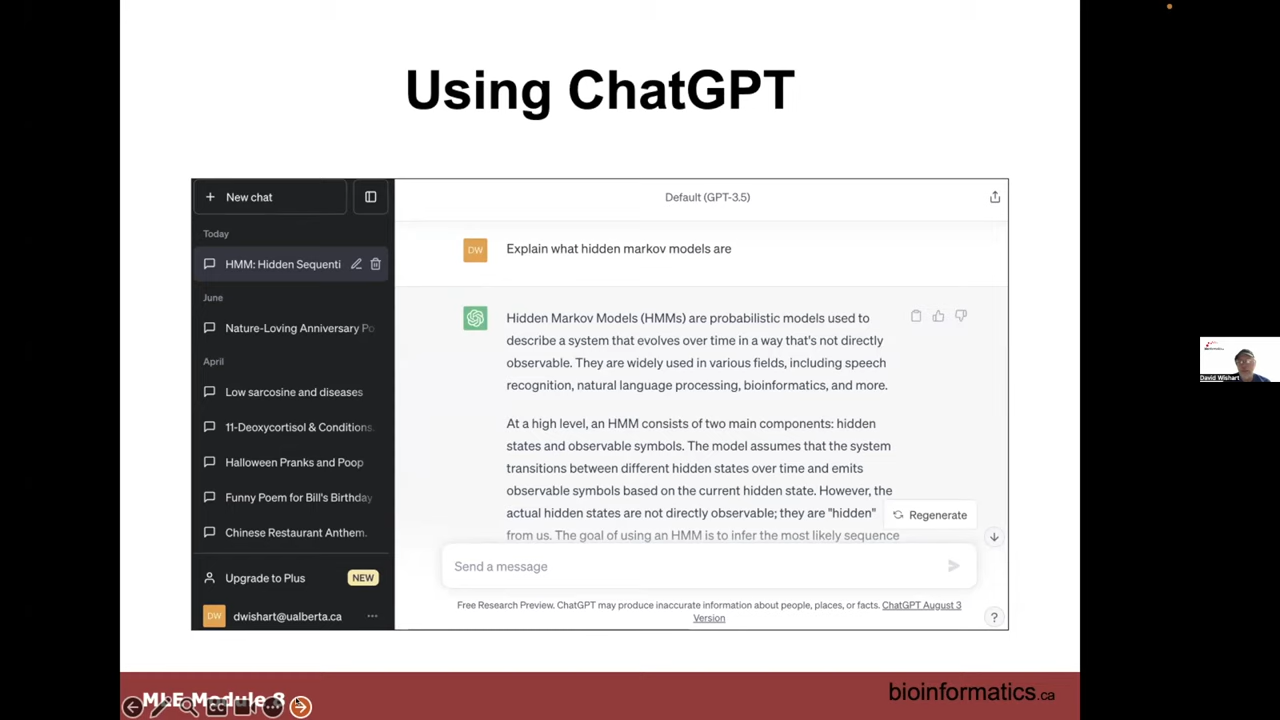 Using ChatGPT
New chat
Default (GPT-3.5)
Today
HMM: Hidden Sequenti
June
Nature-Loving Anniversary Po
April
Low sarcosine and diseases
11-Deoxycortisol & Conditions.
Halloween Pranks and Poop
Funny Poem for Bill's Birthday
Chinese Restaurant Anthem.
Upgrade to Plus NEW
DW dwishart@ualberta.ca
DW Explain what hidden markov models are
Hidden Markov Models (HMMs) are probabilistic models used to
describe a system that evolves over time in a way that's not directly
observable. They are widely used in various fields, including speech
recognition, natural language processing, bioinformatics, and more.
At a high level, an HMM consists of two main components: hidden
states and observable symbols. The model assumes that the system
transitions between different hidden states over time and emits
observable symbols based on the current hidden state. However, the
actual hidden states are not directly observable; they are "hidden"
from us. The goal of using an HMM is to infer the most likely sequence
Regenerate
Send a message
Free Research Preview. ChatGPT may produce inaccurate information about people, places, or facts. ChatGPT August 3
Version
?
David Wishart
MLE Module 8
CC
bioinformatics.ca